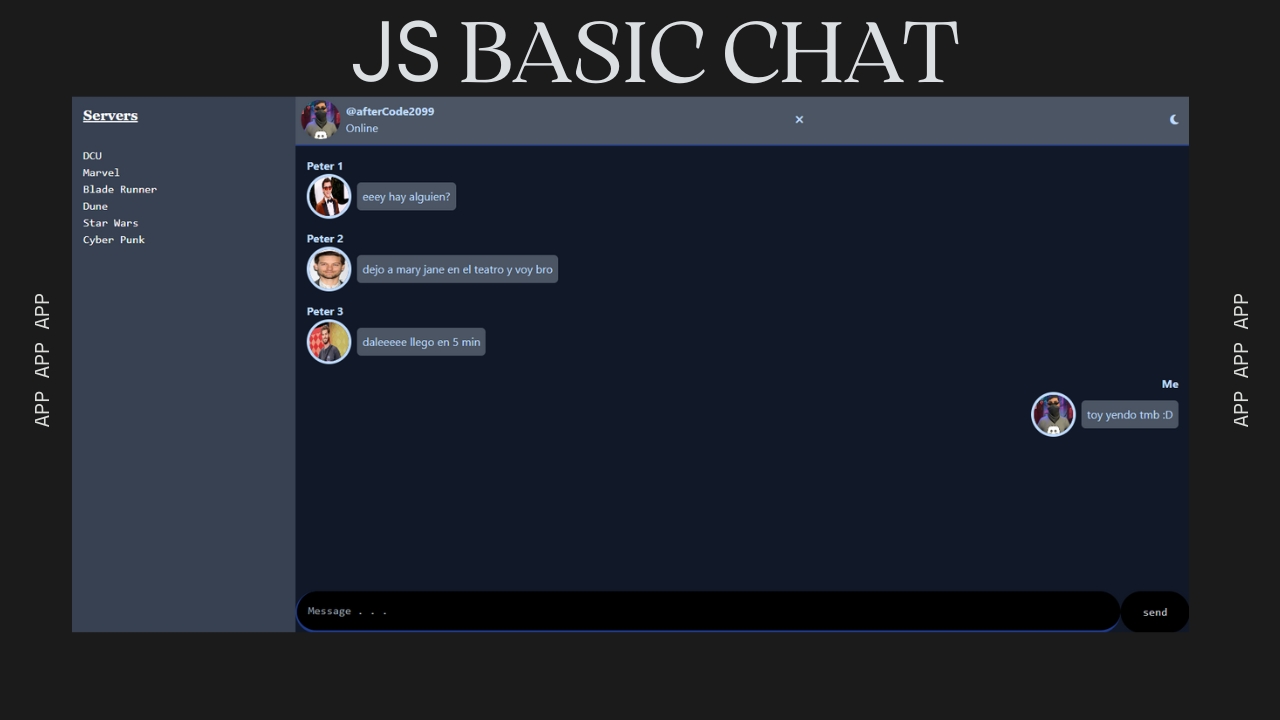 JS BASIC CHAT
Servers
DCU
Marvel
Blade Runner
Dune
Star Wars
Cyber Punk
@afterCode2099
Online
×
Peter 1
eeey hay alguien?
Peter 2
dejo a mary jane en el teatro y voy bro
Peter 3
daleeeee llego en 5 min
Me
toy yendo tmb :D
Message . . .
send
APP APP APP
APP APP APP